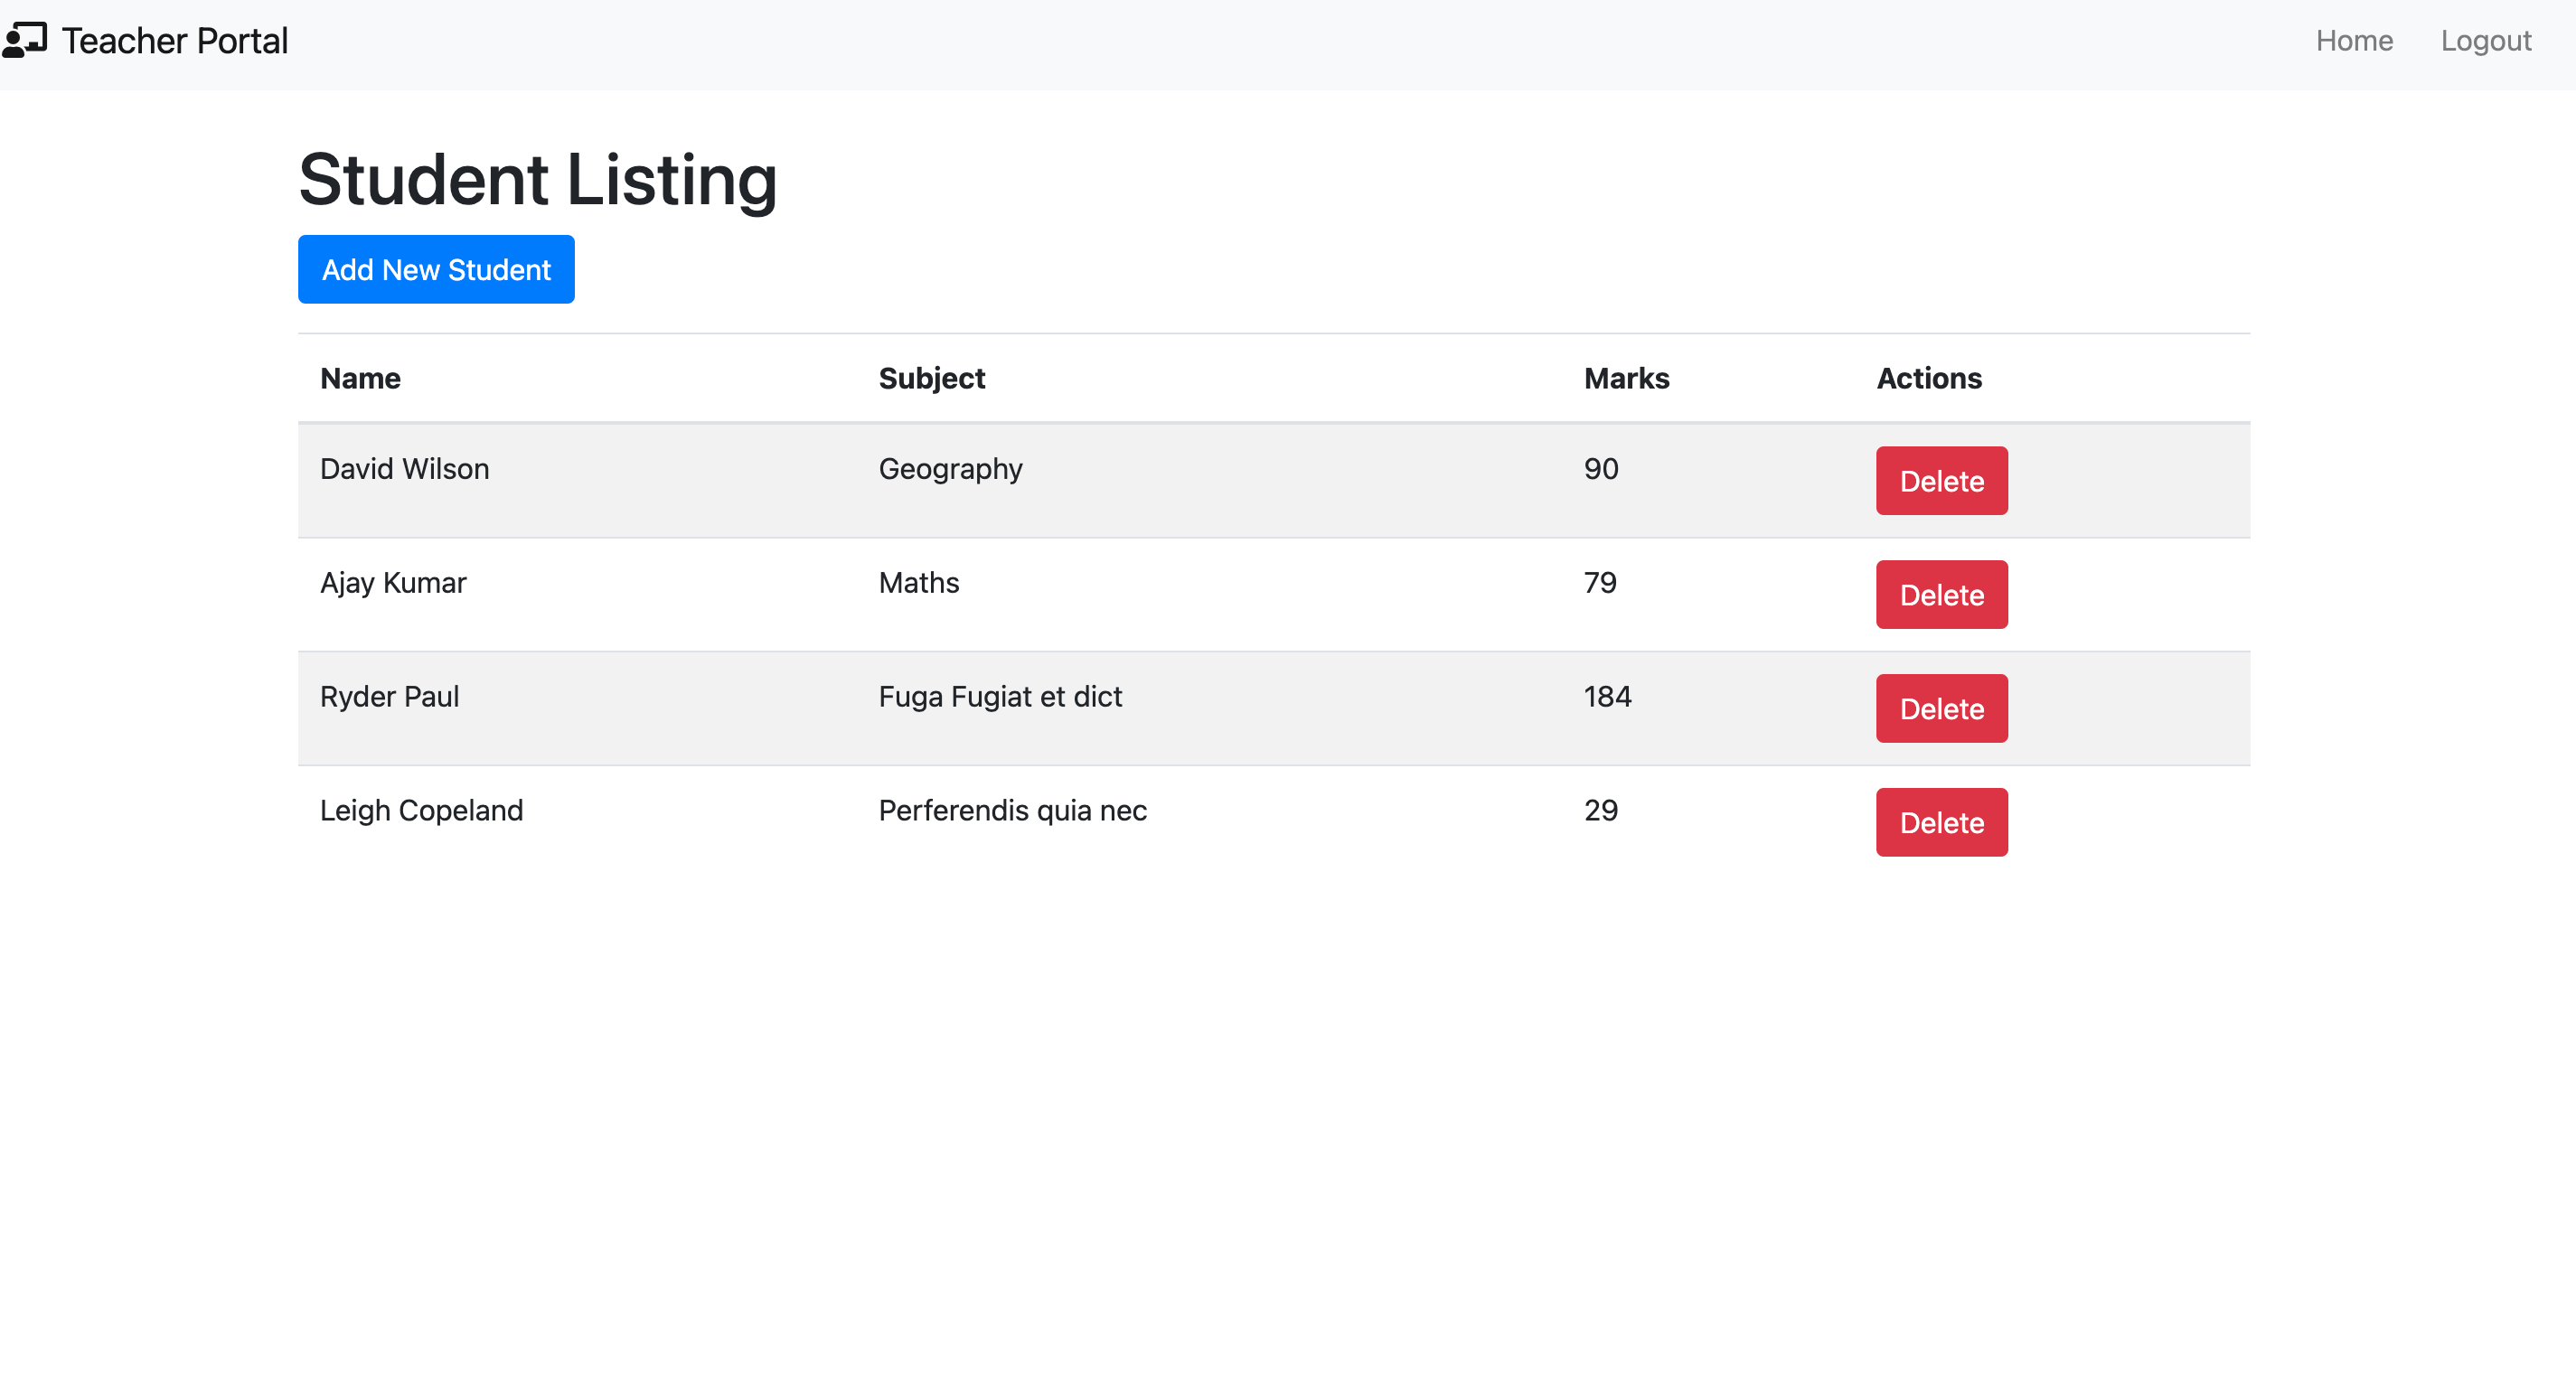 Teacher Portal Home Logout
Student Listing
Add New Student
Name Subject Marks Actions
David Wilson Geography 90 Delete
Ajay Kumar Maths 79 Delete
Ryder Paul Fuga Fugiat et dict 184 Delete
Leigh Copeland Perferendis quia nec 29 Delete